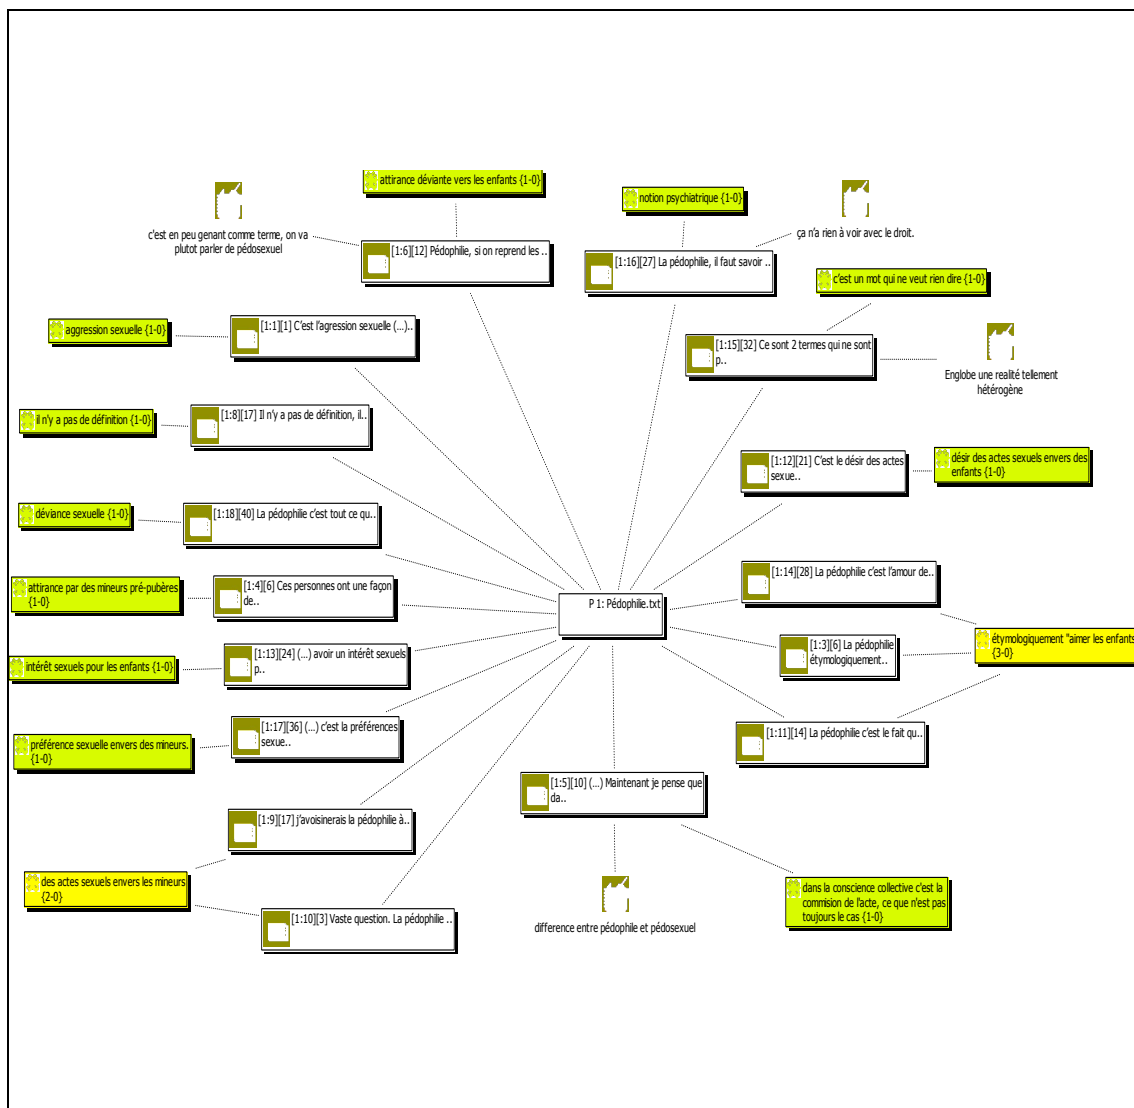 attirance déviante vers les enfants {1-0}
notion psychiatrique {1-0}
c'est en peu genant comme terme, on va
plutot parler de pédosexuel
ça n'a rien à voir avec le droit.
[1:6][12] Pédophilie, si on reprend les ..
[1:16][27] La pédophilie, il faut savoir ..
c'est un mot qui ne veut rien dire {1-0}
aggression sexuelle {1-0}
[1:1][1] C'est l'agression sexuelle (...)..
[1:15][32] Ce sont 2 termes qui ne sont
p..
Englobe une realité tellement
hétérogène
il n'y a pas de définition {1-0}
[1:8][17] Il n'y a pas de définition, il..
[1:12][21] C'est le désir des actes
sexue..
désir des actes sexuels envers des
enfants {1-0}
déviance sexuelle {1-0}
[1:18][40] La pédophilie c'est tout ce qu..
attirance par des mineurs pré-pubères
{1-0}
[1:4][6] Ces personnes ont une façon
de..
P 1: Pédophilie.txt
[1:14][28] La pédophilie c'est l'amour de..
intérêt sexuels pour les enfants {1-0}
[1:13][24] (...) avoir un intérêt sexuels
p..
[1:3][6] La pédophilie
étymologiquement..
étymologiquement "aimer les enfants
{3-0}
préférence sexuelle envers des mineurs.
{1-0}
[1:17][36] (...) c'est la préférences
sexue..
[1:11][14] La pédophilie c'est le fait qu..
[1:5][10] (...) Maintenant je pense que
da..
[1:9][17] j'avoisinerais la pédophilie à..
des actes sexuels envers les mineurs
{2-0}
[1:10][3] Vaste question. La pédophilie ..
difference entre pédophile et pédosexuel
dans la conscience collective c'est la
commision de l'acte, ce que n'est pas
toujours le cas {1-0}